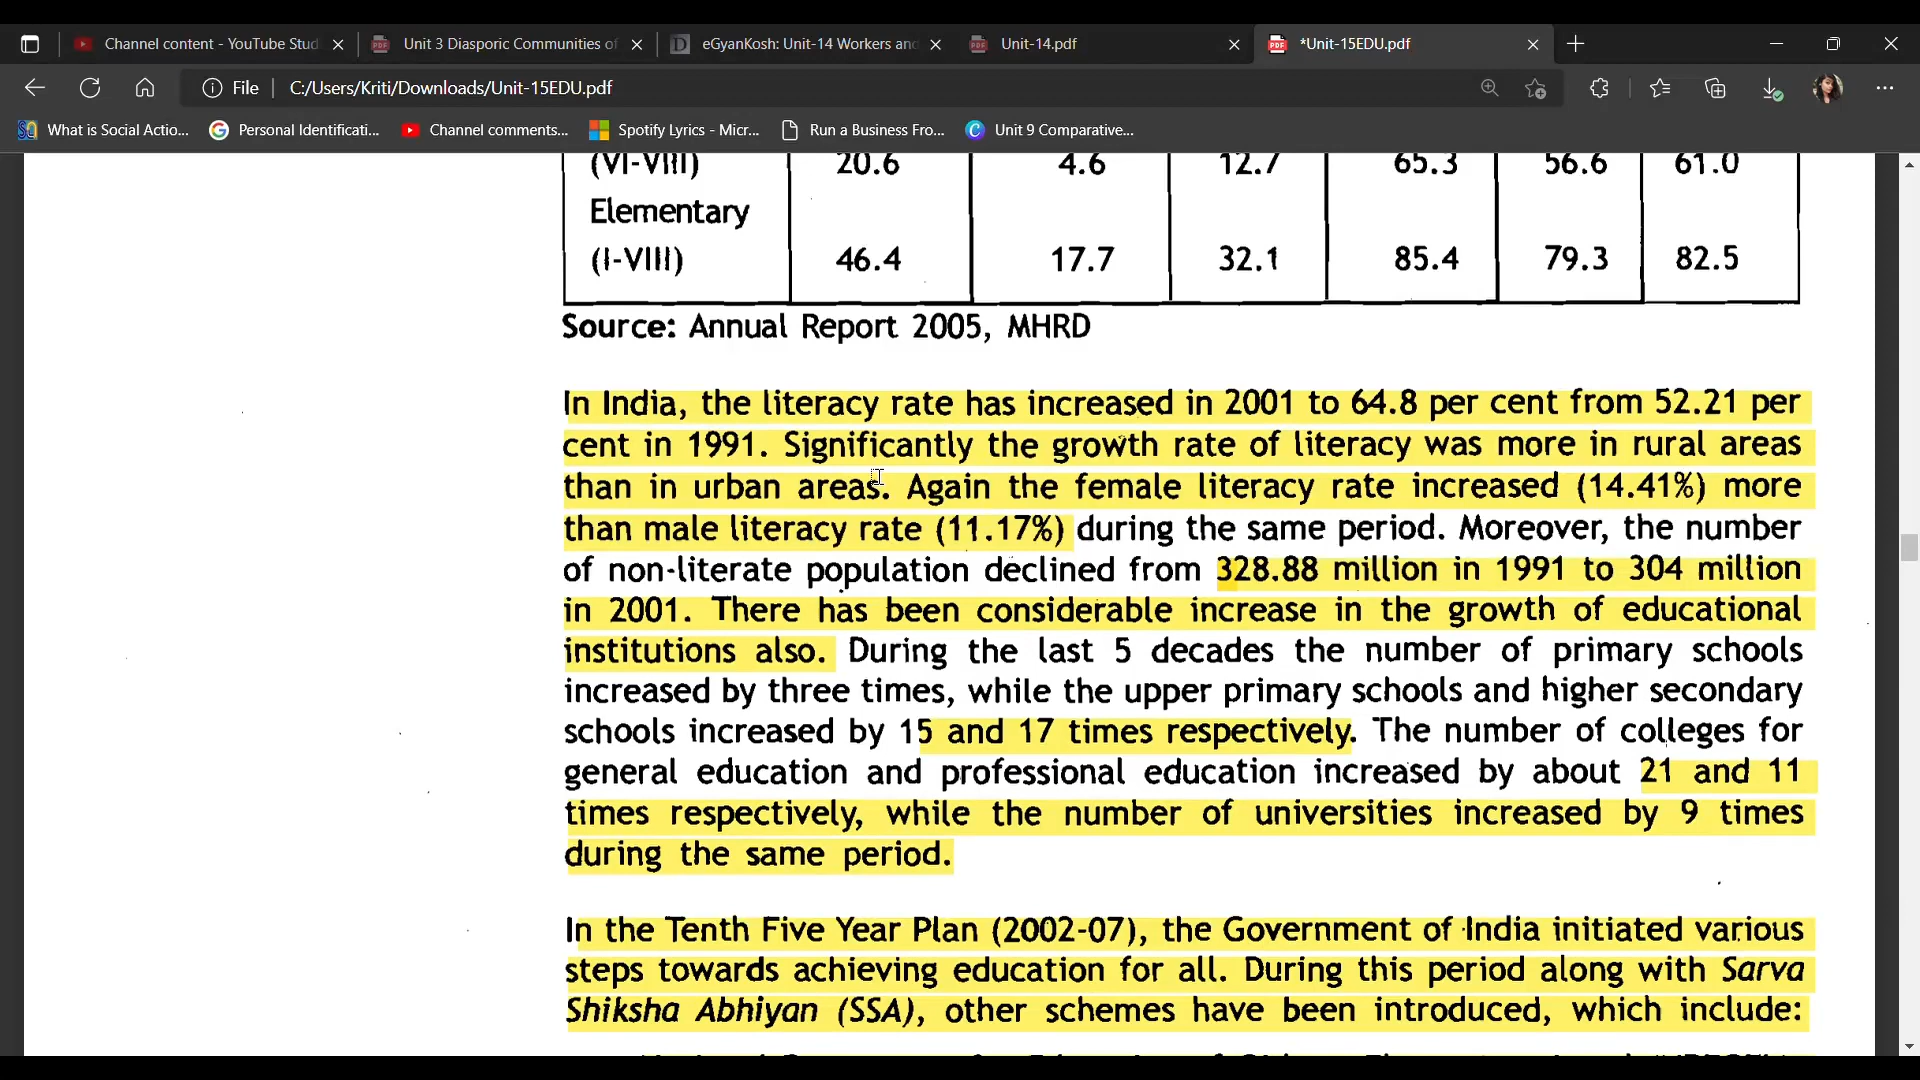 Channel content - YouTube Stud
Unit 3 Diasporic Communities of
eGyanKosh: Unit-14 Workers and
Unit-14.pdf
*Unit-15EDU.pdf
File
C:/Users/Kriti/Downloads/Unit-15EDU.pdf
What is Social Actio...
Personal Identificati...
Channel comments...
Spotify Lyrics - Micr...
Run a Business Fro...
Unit 9 Comparative...
(VI-VIII) 20.6 4.6 12.7 65.3 56.6 61.0
Elementary
(I-VIII) 46.4 17.7 32.1 85.4 79.3 82.5
Source: Annual Report 2005, MHRD
In India, the literacy rate has increased in 2001 to 64.8 per cent from 52.21 per
cent in 1991. Significantly the growth rate of literacy was more in rural areas
than in urban areas. Again the female literacy rate increased (14.41%) more
than male literacy rate (11.17%) during the same period. Moreover, the number
of non-literate population declined from 328.88 million in 1991 to 304 million
in 2001. There has been considerable increase in the growth of educational
institutions also. During the last 5 decades the number of primary schools
increased by three times, while the upper primary schools and higher secondary
schools increased by 15 and 17 times respectively. The number of colleges for
general education and professional education increased by about 21 and 11
times respectively, while the number of universities increased by 9 times
during the same period.
In the Tenth Five Year Plan (2002-07), the Government of India initiated various
steps towards achieving education for all. During this period along with Sarva
Shiksha Abhiyan (SSA), other schemes have been introduced, which include: